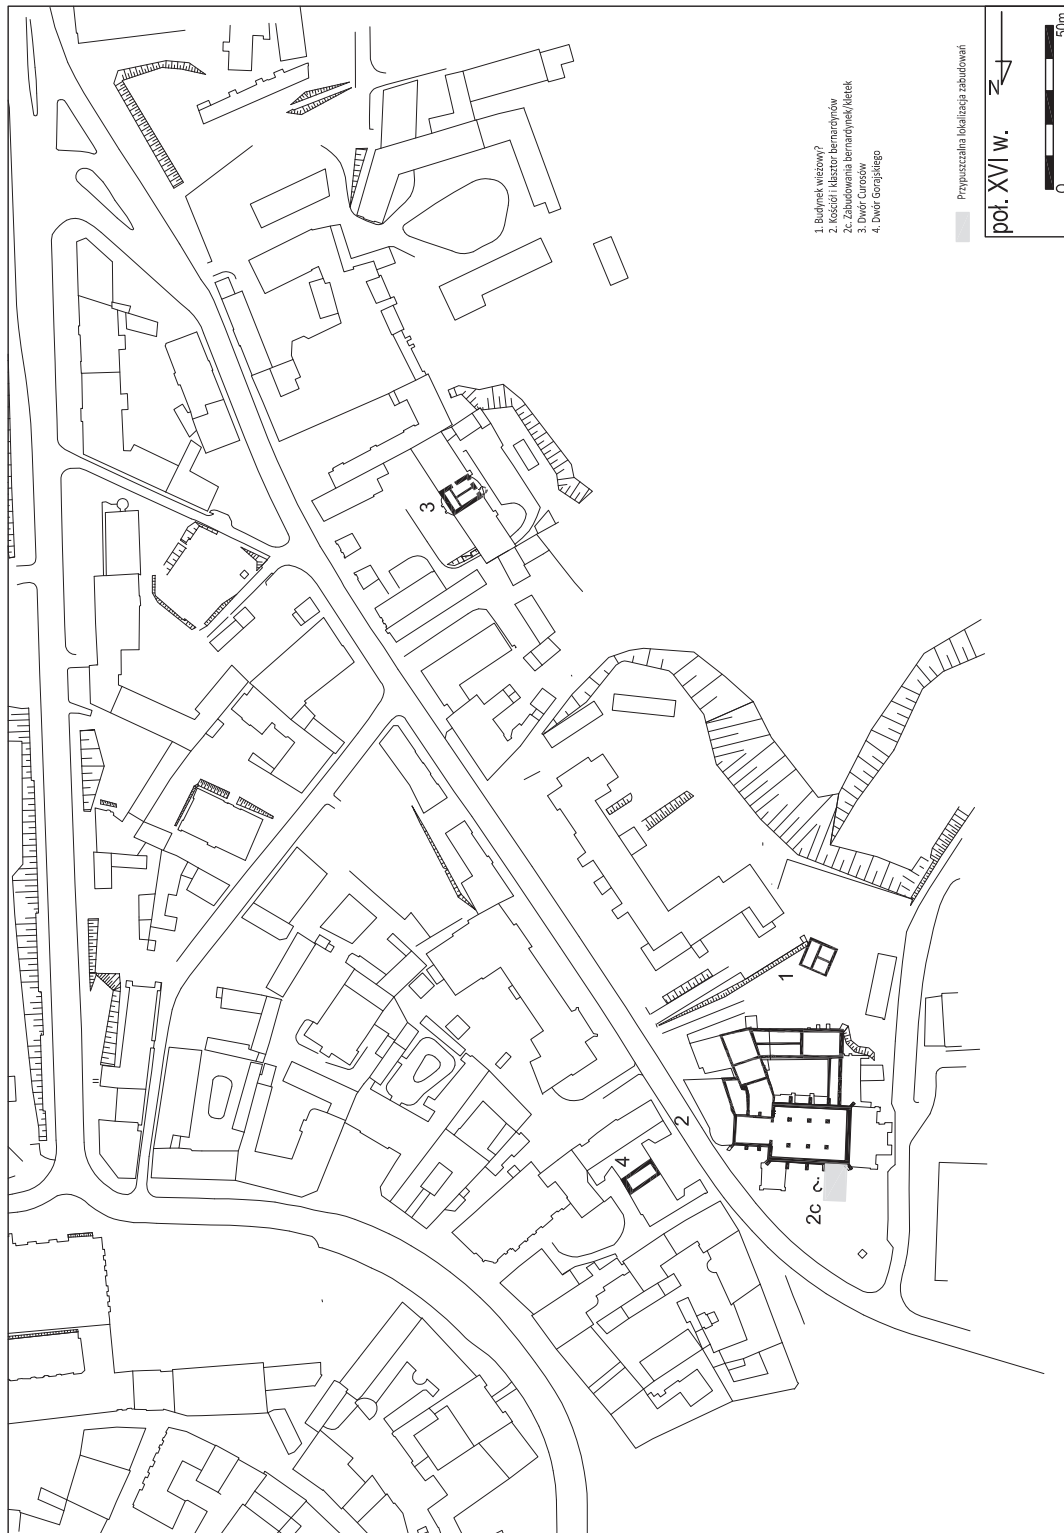 poł. XVI w.
N
0
50m
1. Budynek wieżowy?
2. Kościół i klasztor bernardynów
2c. Zabudowania bernardynek/kletek
3. Dwór Curosów
4. Dwór Gorajskiego
Przypuszczalna lokalizacja zabudowań
3
1
2
4
2c ?